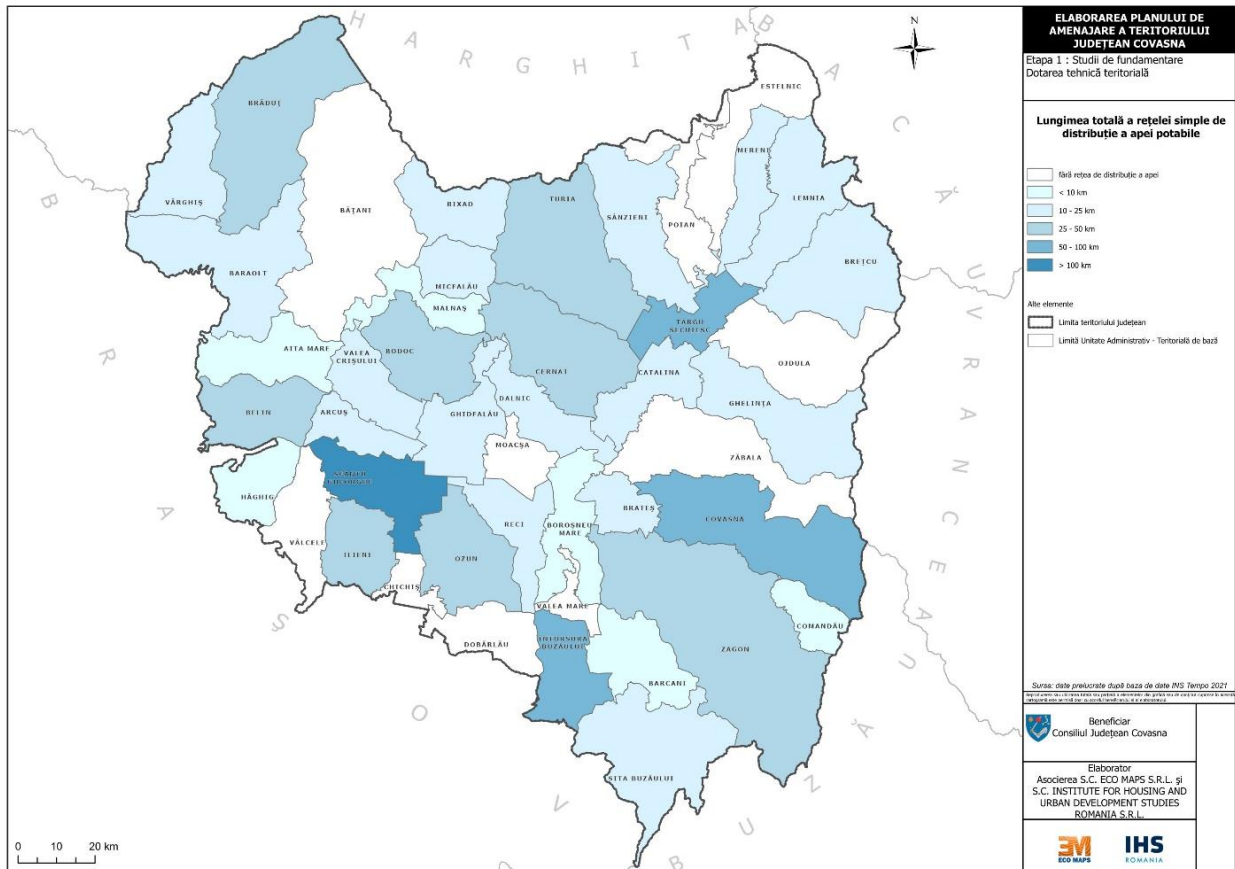 HARGHITA
BACĂU
VRANCEA
BUZĂU
BRAȘOV
N
BRĂDUȚ
ESTELNIC
MERENI
VÂRGHIȘ
BĂȚANI
BIXAD
TURIA
SÂNZIENI
POIAN
LEMNIA
BARAOLT
MICFALĂU
MALNAȘ
BREȚCU
TARGU
SECUIESC
AITA MARE
VALEA
CRIȘULUI
BODOC
CERNAT
CATALINA
OJDULA
BELIN
ARCUȘ
GHIDFALĂU
DALNIC
GHELINȚA
MOACȘA
ZĂBALA
HĂGHIG
SFANTU
GHEORGHE
VÂLCELE
ILIENI
CHICHIȘ
OZUN
RECI
BOROȘNEU
MARE
BRATEȘ
COVASNA
COMANDĂU
VALEA MARE
DOBÂRLĂU
INTORSURA
BUZĂULUI
BARCANI
ZAGON
SITA BUZĂULUI
0 10 20 km
ELABORAREA PLANULUI DE
AMENAJARE A TERITORIULUI
JUDEȚEAN COVASNA
Etapa 1 : Studii de fundamentare
Dotarea tehnică teritorială
Lungimea totală a rețelei simple de
distribuție a apei potabile
fără rețea de distribuție a apei
< 10 km
10 - 25 km
25 - 50 km
50 - 100 km
> 100 km
Alte elemente
Limita teritoriului județean
Limită Unitate Administrativ - Teritorială de bază
Sursa: date prelucrate după baza de date INS Tempo 2021
Beneficiar
Consiliul Județean Covasna
Elaborator
Asocierea S.C. ECO MAPS S.R.L. și
S.C. INSTITUTE FOR HOUSING AND
URBAN DEVELOPMENT STUDIES
ROMANIA S.R.L.
ECO MAPS
IHS
ROMANIA